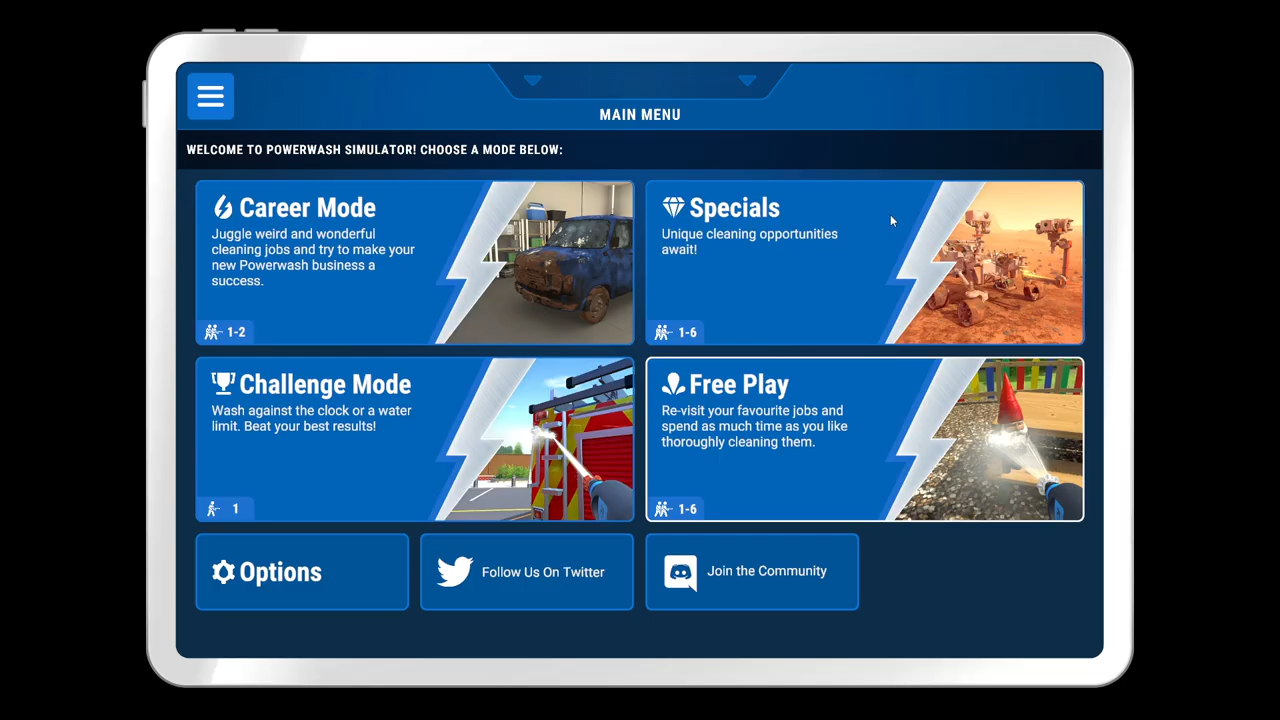 MAIN MENU
WELCOME TO POWERWASH SIMULATOR! CHOOSE A MODE BELOW:
Career Mode
Juggle weird and wonderful
cleaning jobs and try to make your
new Powerwash business a
success.
1-2
Specials
Unique cleaning opportunities
await!
1-6
Challenge Mode
Wash against the clock or a water
limit. Beat your best results!
1
Free Play
Re-visit your favourite jobs and
spend as much time as you like
thoroughly cleaning them.
1-6
Options
Follow Us On Twitter
Join the Community